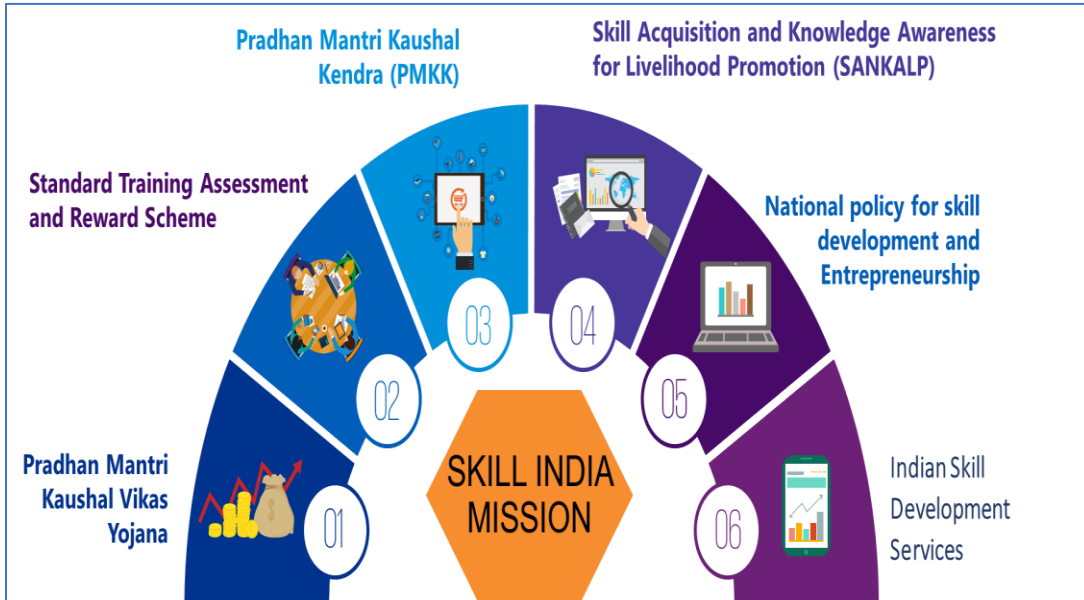 Pradhan Mantri
Kaushal Vikas
Yojana
01
Standard Training Assessment
and Reward Scheme
02
Pradhan Mantri Kaushal
Kendra (PMKK)
03
Skill Acquisition and Knowledge Awareness
for Livelihood Promotion (SANKALP)
04
National policy for skill
development and
Entrepreneurship
05
Indian Skill
Development
Services
06
SKILL INDIA
MISSION